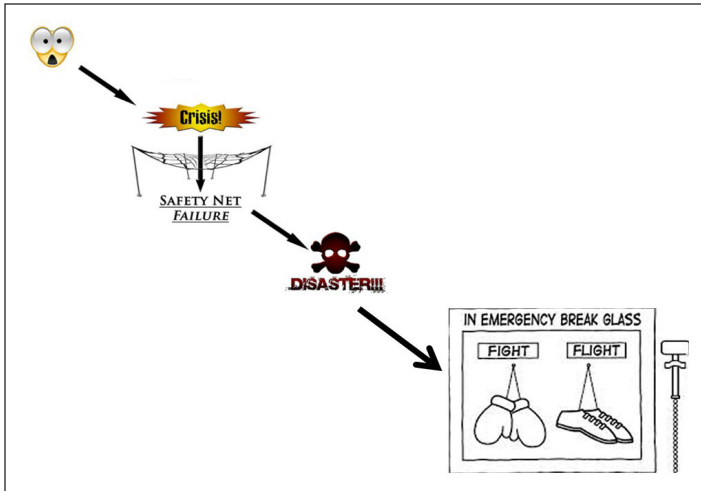 Crisis!
SAFETY NET
FAILURE
DISASTER!!!
IN EMERGENCY BREAK GLASS
FIGHT FLIGHT